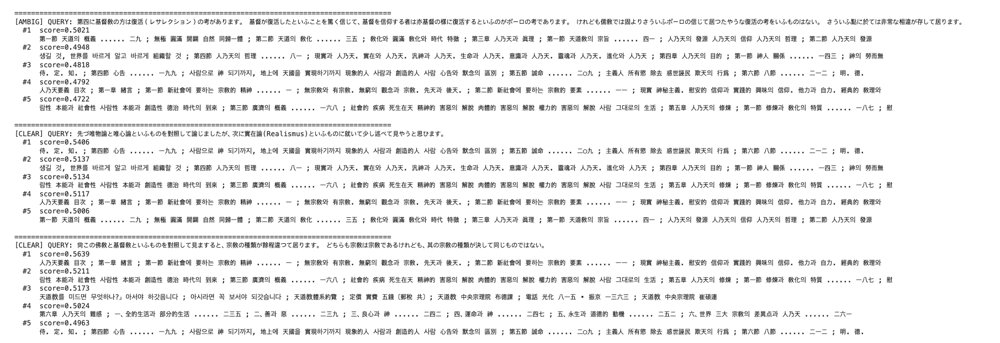 ==========================================================================================
[AMBIG] QUERY: 第四に基督敎の方は復活(レサレクション)の考があります。 基督が復活したといふことを篤く信じて、基督を信仰する者は亦基督の樣に復活するといふのがポーロの考であります。 けれども儒敎では固よりさういふポーロの信じて居つたやうな復活の考をいふものはない。 さういふ點に於ては非常な相違が存して居ります。
#1 score=0.5021
第一節 天道의 槪義 ...... 二九 ; 無極 圓滿 開闢 自然 同歸一體 ; 第二節 天道의 敎化 ...... 三五 ; 敎化와 圓滿 敎化와 時代 特徵 ; 第三章 人乃天과 眞理 ; 第一節 天道敎의 宗旨 ...... 四一 ; 人乃天의 發源 人乃天의 信仰 人乃天의 哲理 ; 第二節 人乃天의 發源
#2 score=0.4948
생길 것, 世界를 바르게 알고 바르게 組織할 것 ; 第四節 人乃天의 哲理 ...... 八一 ; 現實과 人乃天. 實在와 人乃天. 汎神과 人乃天. 生命과 人乃天. 意識과 人乃天. 靈魂과 人乃天. 進化와 人乃天 ; 第四章 人乃天의 目的 ; 第一節 神人 關係 ...... 一四三 ; 神의 勞而無
#3 score=0.4818
侍. 定. 知. ; 第四節 心告 ...... 一九九 ; 사람으로 神 되기까지, 地上에 天國을 實現하기까지 現象的人 사람과 創造的人 사람 心告와 默念의 區別 ; 第五節 誠命 ...... 二○九 ; 主義人 所有慾 除去 惑世誣民 欺天의 行爲 ; 第六節 八節 ...... 二一二 ; 明. 德.
#4 score=0.4792
人乃天要義 目次 ; 第一章 緖言 ; 第一節 新社會에 要하는 宗敎的 精神 ...... 一 ; 無宗敎와 有宗敎. 無窮의 觀念과 宗敎. 先天과 後天. ; 第二節 新社會에 要하는 宗敎的 要素 ...... 一一 ; 現實 神秘主義. 慰安的 信仰과 實踐的 興味의 信仰. 他力과 自力. 經典的 敎理와
#5 score=0.4722
람性 本能과 社會性 사람性 本能과 創造性 德治 時代의 到來 ; 第三節 廣濟의 槪義 ...... 一六八 ; 社會的 疾病 死生在天 精神的 害惡의 解脫 肉體的 害惡의 解脫 權力的 害惡의 解脫 사람 그대로의 生活 ; 第五章 人乃天의 修煉 ; 第一節 修煉과 敎化의 特質 ...... 一八七 ; 慰
==========================================================================================
[CLEAR] QUERY: 先づ唯物論と唯心論といふものを對照して論じましたが、次に實在論(Realismus)といふものに就いて少し述べて見やうと思ひます。
#1 score=0.5406
侍. 定. 知. ; 第四節 心告 ...... 一九九 ; 사람으로 神 되기까지, 地上에 天國을 實現하기까지 現象的人 사람과 創造的人 사람 心告와 默念의 區別 ; 第五節 誠命 ...... 二○九 ; 主義人 所有慾 除去 惑世誣民 欺天의 行爲 ; 第六節 八節 ...... 二一二 ; 明. 德.
#2 score=0.5137
생길 것, 世界를 바르게 알고 바르게 組織할 것 ; 第四節 人乃天의 哲理 ...... 八一 ; 現實과 人乃天. 實在와 人乃天. 汎神과 人乃天. 生命과 人乃天. 意識과 人乃天. 靈魂과 人乃天. 進化와 人乃天 ; 第四章 人乃天의 目的 ; 第一節 神人 關係 ...... 一四三 ; 神의 勞而無
#3 score=0.5134
람性 本能과 社會性 사람性 本能과 創造性 德治 時代의 到來 ; 第三節 廣濟의 槪義 ...... 一六八 ; 社會的 疾病 死生在天 精神的 害惡의 解脫 肉體的 害惡의 解脫 權力的 害惡의 解脫 사람 그대로의 生活 ; 第五章 人乃天의 修煉 ; 第一節 修煉과 敎化의 特質 ...... 一八七 ; 慰
#4 score=0.5117
人乃天要義 目次 ; 第一章 緖言 ; 第一節 新社會에 要하는 宗敎的 精神 ...... 一 ; 無宗敎와 有宗敎. 無窮의 觀念과 宗敎. 先天과 後天. ; 第二節 新社會에 要하는 宗敎的 要素 ...... 一一 ; 現實 神秘主義. 慰安的 信仰과 實踐的 興味의 信仰. 他力과 自力. 經典的 敎理와
#5 score=0.5006
第一節 天道의 槪義 ...... 二九 ; 無極 圓滿 開闢 自然 同歸一體 ; 第二節 天道의 敎化 ...... 三五 ; 敎化와 圓滿 敎化와 時代 特徵 ; 第三章 人乃天과 眞理 ; 第一節 天道敎의 宗旨 ...... 四一 ; 人乃天의 發源 人乃天의 信仰 人乃天의 哲理 ; 第二節 人乃天의 發源
==========================================================================================
[CLEAR] QUERY: 尙この佛敎と基督敎といふものを對照して見ますると、宗敎の種類が餘程違つて居ります。 どちらも宗敎は宗敎であるけれども、其の宗敎の種類が決して同じものではない。
#1 score=0.5639
人乃天要義 目次 ; 第一章 緖言 ; 第一節 新社會에 要하는 宗敎的 精神 ...... 一 ; 無宗敎와 有宗敎. 無窮의 觀念과 宗敎. 先天과 後天. ; 第二節 新社會에 要하는 宗敎的 要素 ...... 一一 ; 現實 神秘主義. 慰安的 信仰과 實踐的 興味의 信仰. 他力과 自力. 經典的 敎理와
#2 score=0.5211
람性 本能과 社會性 사람性 本能과 創造性 德治 時代의 到來 ; 第三節 廣濟의 槪義 ...... 一六八 ; 社會的 疾病 死生在天 精神的 害惡의 解脫 肉體的 害惡의 解脫 權力的 害惡의 解脫 사람 그대로의 生活 ; 第五章 人乃天의 修煉 ; 第一節 修煉과 敎化의 特質 ...... 一八七 ; 慰
#3 score=0.5173
天道敎를 미드면 무엇하나?」아서야 하갓음니다 ; 아시라면 꼭 보서야 되갓습니다 ; 天道敎體系約覽 ; 定價 實費 五錢〔郵稅 共〕; 天道敎 中央宗理院 布德課 ; 電話 光化 八一五 • 振京 一三六三 ; 天道敎 中央宗理院 崔碩連
#4 score=0.5024
第六章 人乃天의 雜感 ; 一、全的生活과 部分的生活 ...... 二三五 ; 二、善과 惡 ...... 二三九 ; 三、良心과 神 ...... 二四二 ; 四、運命과 神 ...... 二四七 ; 五、永生과 道德的 動機 ...... 二五二 ; 六、世界 三大 宗敎의 差異点과 人乃天 ...... 二六一
#5 score=0.4963
侍. 定. 知. ; 第四節 心告 ...... 一九九 ; 사람으로 神 되기까지, 地上에 天國을 實現하기까지 現象的人 사람과 創造的人 사람 心告와 默念의 區別 ; 第五節 誠命 ...... 二○九 ; 主義人 所有慾 除去 惑世誣民 欺天의 行爲 ; 第六節 八節 ...... 二一二 ; 明. 德.